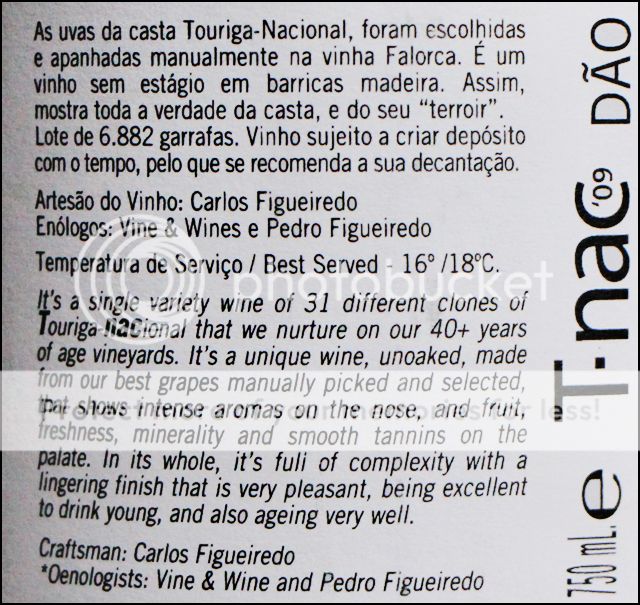 As uvas da casta Touriga-Nacional, foram escolhidas
e apanhadas manualmente na vinha Falorca. É um
vinho sem estágio em barricas madeira. Assim,
mostra toda a verdade da casta, e do seu “terroir”.
Lote de 6.882 garrafas. Vinho sujeito a criar depósito
com o tempo, pelo que se recomenda a sua decantação.
Artesão do Vinho: Carlos Figueiredo
Enólogos: Vine & Wines e Pedro Figueiredo
Temperatura de Serviço / Best Served - 16º /18ºC.
It's a single variety wine of 31 different clones of
Touriga-nacional that we nurture on our 40+ years
of age vineyards. It's a unique wine, unoaked, made
from our best grapes manually picked and selected,
that shows intense aromas on the nose, and fruit,
freshness, minerality and smooth tannins on the
palate. In its whole, it's full of complexity with a
lingering finish that is very pleasant, being excellent
to drink young, and also ageing very well.
Craftsman: Carlos Figueiredo
*Oenologists: Vine & Wine and Pedro Figueiredo
750 mL. e T·nac '09 DÃO
photobucket